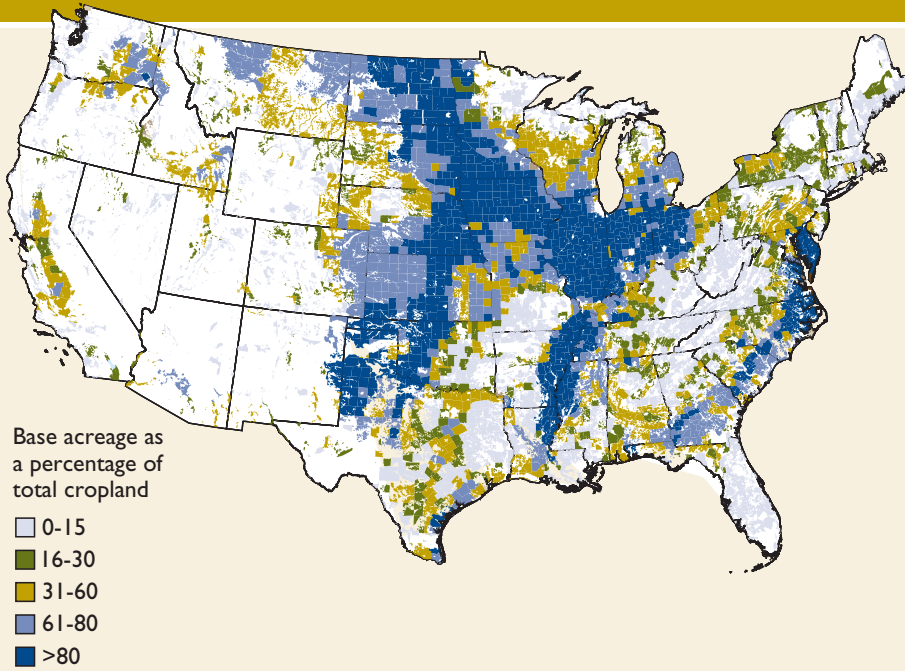 Base acreage as
a percentage of
total cropland
0-15
16-30
31-60
61-80
>80